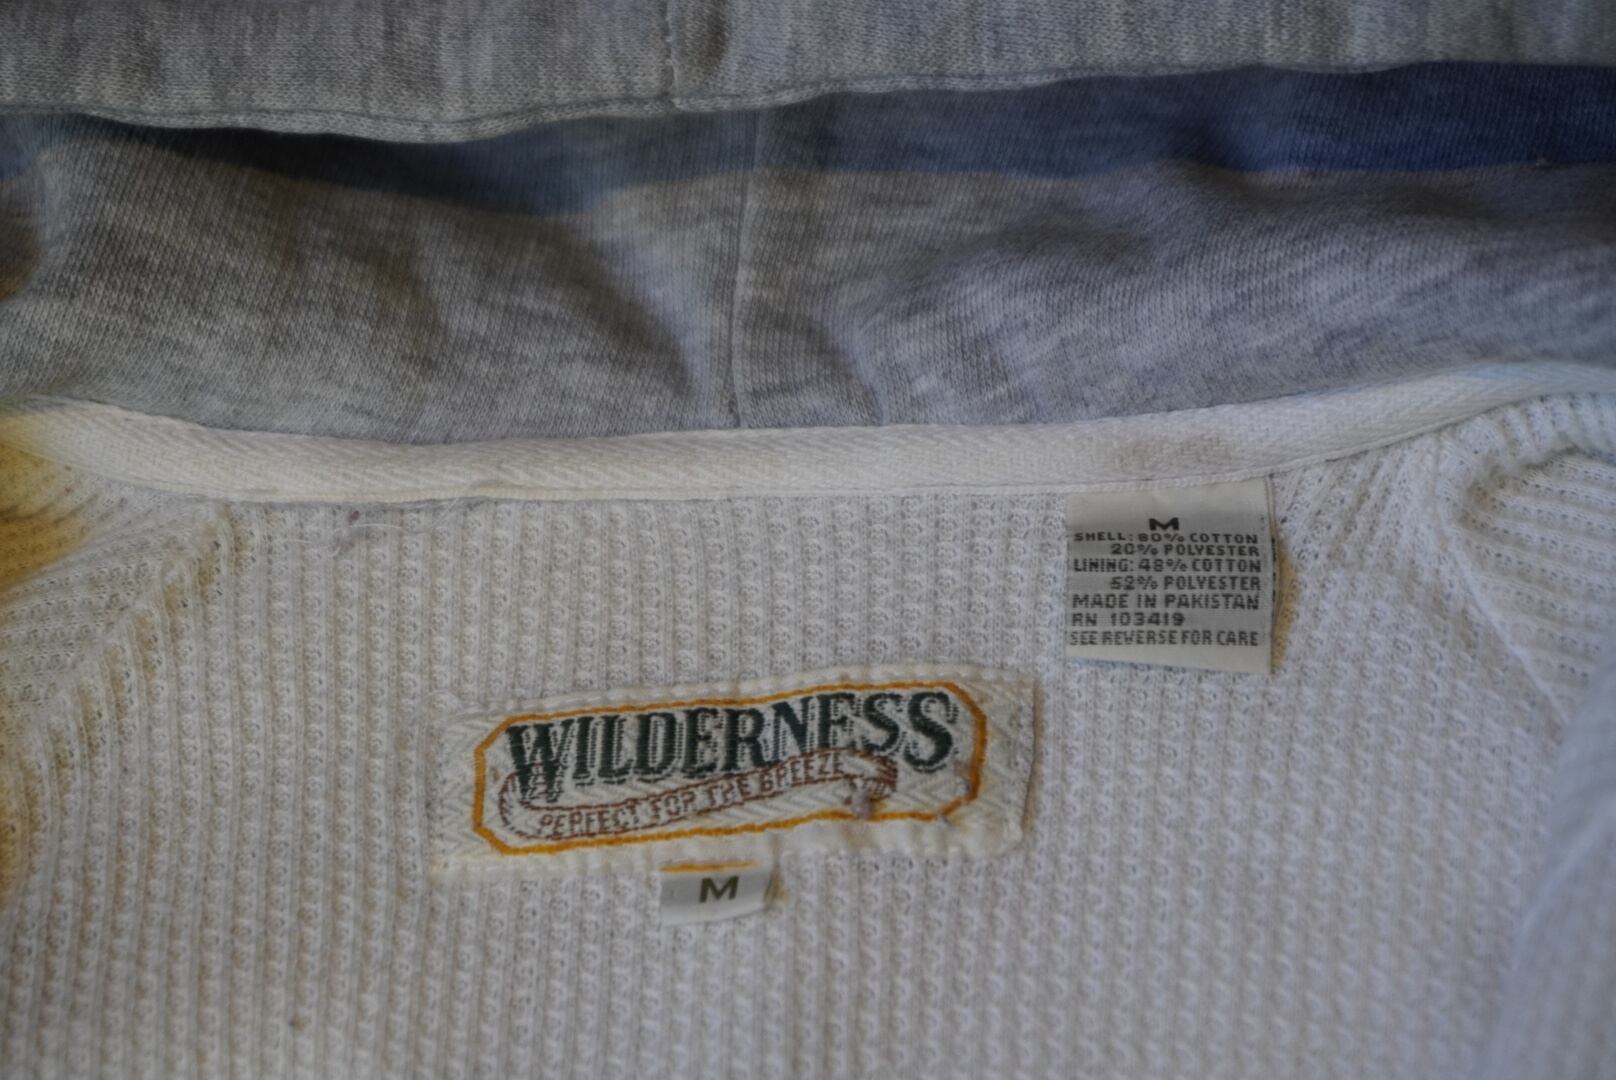 M
SHELL: 80% COTTON
20% POLYESTER
LINING: 48% COTTON
52% POLYESTER
MADE IN PAKISTAN
RN 103419
SEE REVERSE FOR CARE
WILDERNESS
PERFECT FOR THE BREEZE
M